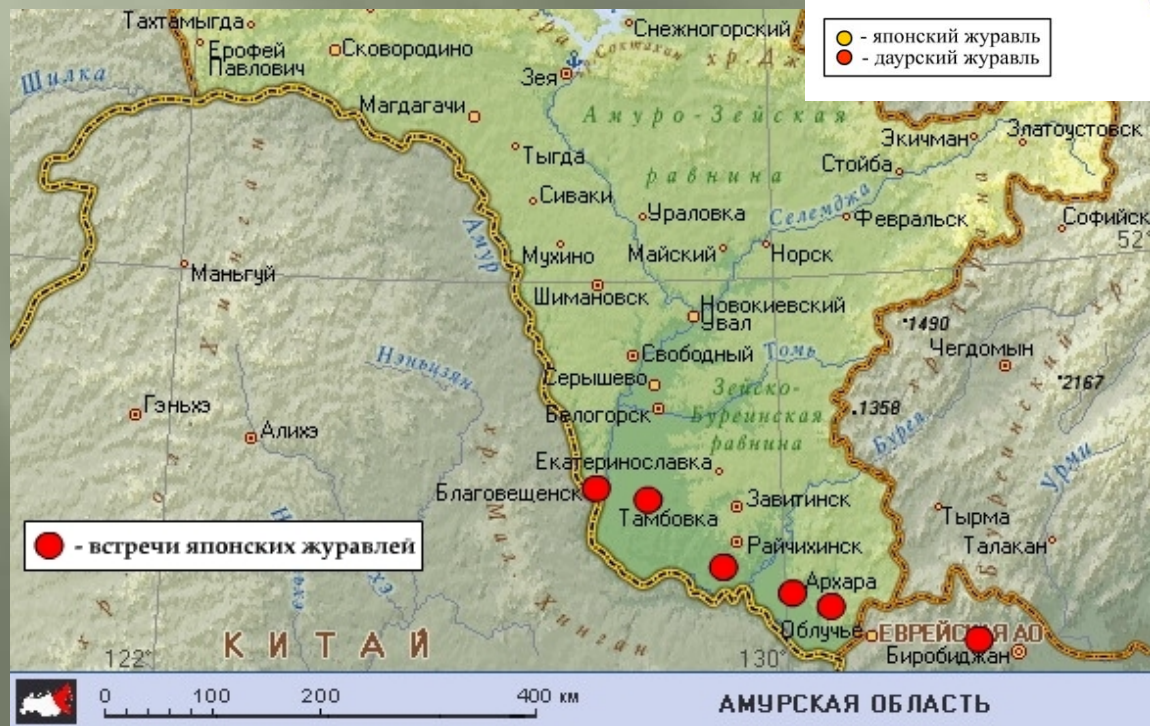 - японский журавль
- даурский журавль
Тахтамыгда
Снежногорский
Ерофей
Павлович
Сковородино
Шилка
Зея
Магдагачи
Амуро-Зейская
равнина
Экичман
Златоустовск
Стойба
Тыгда
Сиваки
Ураловка
Селемджа
Февральск
Софийск
52°
Амур
Мухино
Майский
Норск
Маньгуй
Шимановск
Новокиевский
Увал
1490
Чегдомын
2167
Свободный
Томь
Нэньцзян
Серышево
Зейско-
Буреинская
равнина
1358
Гэньхэ
Белогорск
Бурея
Алихэ
Урми
Екатеринославка
Благовещенск
Завитинск
Тамбовка
Тырма
Талакан
- встречи японских журавлей
Райчихинск
Архара
Облучье
ЕВРЕЙСКАЯ АО
Биробиджан
КИТАЙ
122°
130°
0 100 200 400 км
АМУРСКАЯ ОБЛАСТЬ